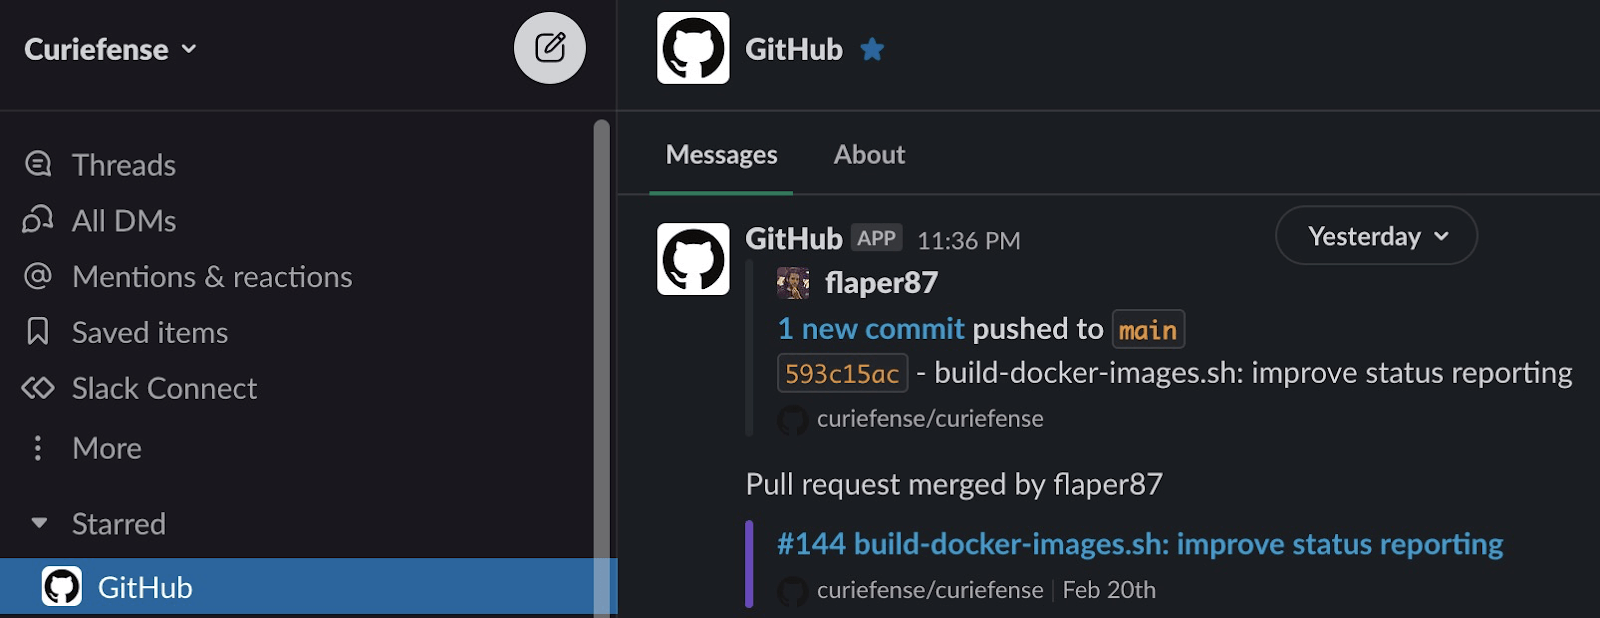 Curiefense
Threads
All DMs
Mentions & reactions
Saved items
Slack Connect
More
Starred
GitHub
GitHub
Messages
About
GitHub APP 11:36 PM
Yesterday
flaper87
1 new commit pushed to main
593c15ac - build-docker-images.sh: improve status reporting
curiefense/curiefense
Pull request merged by flaper87
#144 build-docker-images.sh: improve status reporting
curiefense/curiefense | Feb 20th